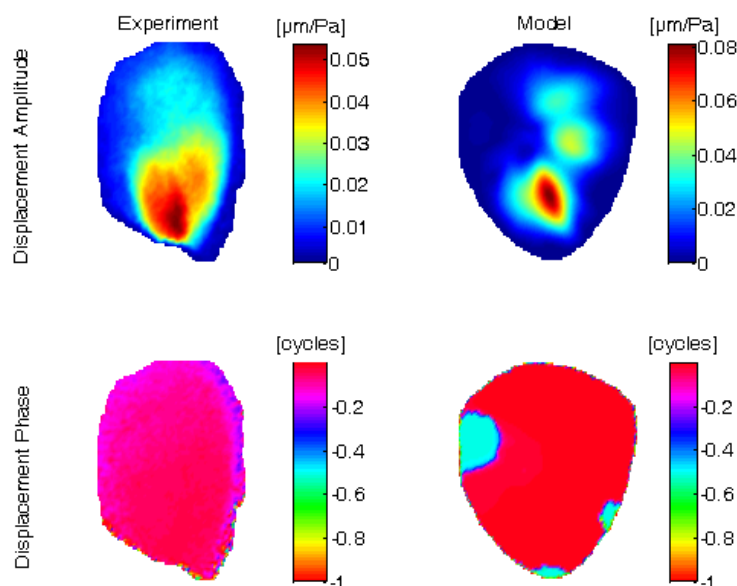 Experiment
[µm/Pa]
Model
[µm/Pa]
Displacement Amplitude
0.05
0.04
0.03
0.02
0.01
0
0.08
0.06
0.04
0.02
0
[cycles]
[cycles]
Displacement Phase
-0.2
-0.4
-0.6
-0.8
-1
-0.2
-0.4
-0.6
-0.8
-1